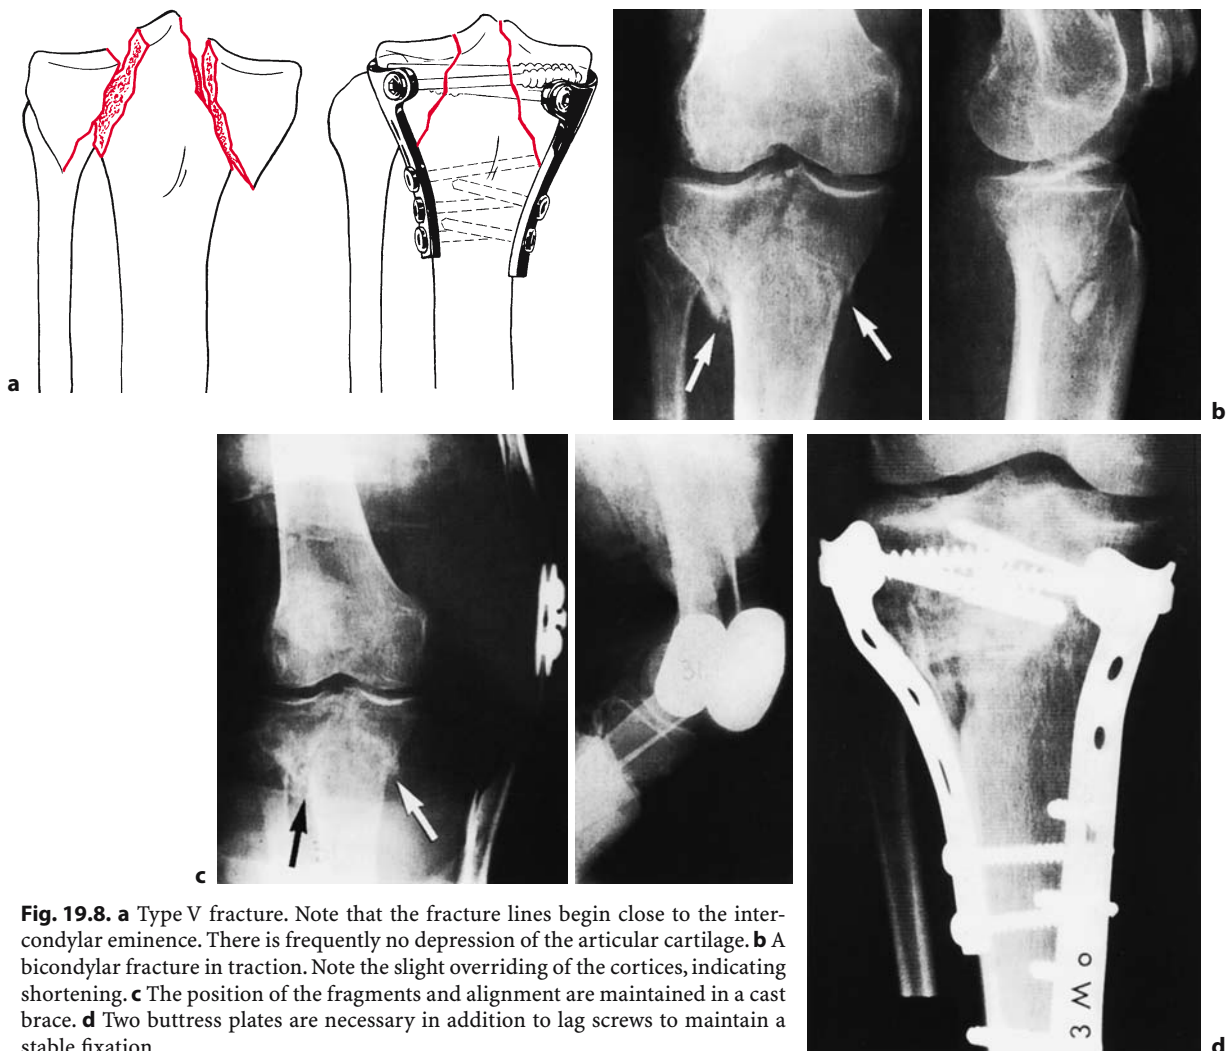 a
b
c
31
3 Mo
d
Fig. 19.8. a Type V fracture. Note that the fracture lines begin close to the inter-
condylar eminence. There is frequently no depression of the articular cartilage. b A
bicondylar fracture in traction. Note the slight overriding of the cortices, indicating
shortening. c The position of the fragments and alignment are maintained in a cast
brace. d Two buttress plates are necessary in addition to lag screws to maintain a
stable fixation